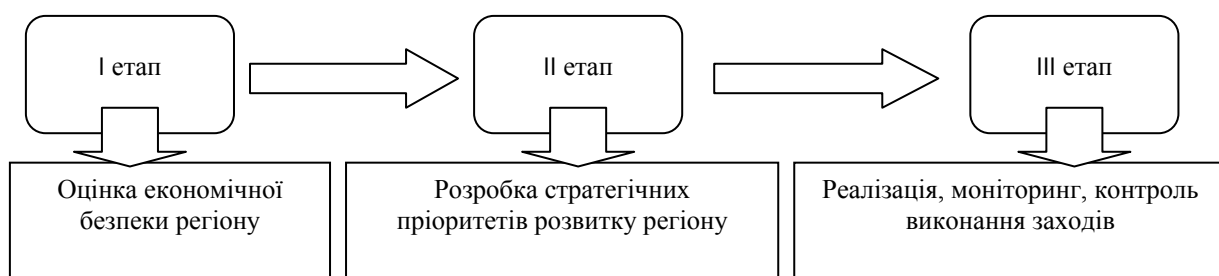 І етап
ІІ етап
ІІІ етап
Оцінка економічної
безпеки регіону
Розробка стратегічних
пріоритетів розвитку регіону
Реалізація, моніторинг, контроль
виконання заходів